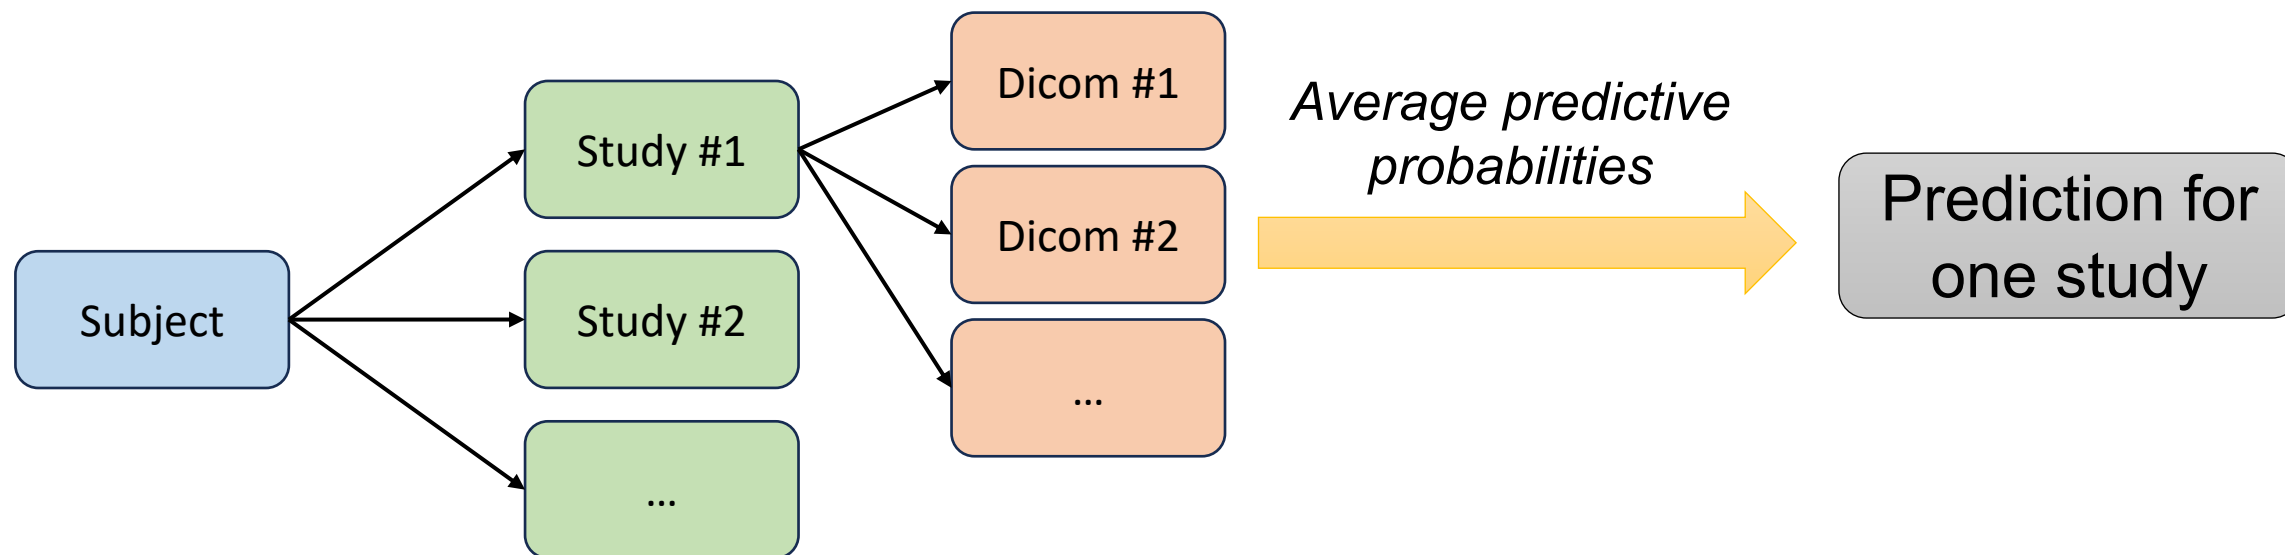 Subject
Study #1
Study #2
...
Dicom #1
Dicom #2
...
Average predictive
probabilities
Prediction for
one study